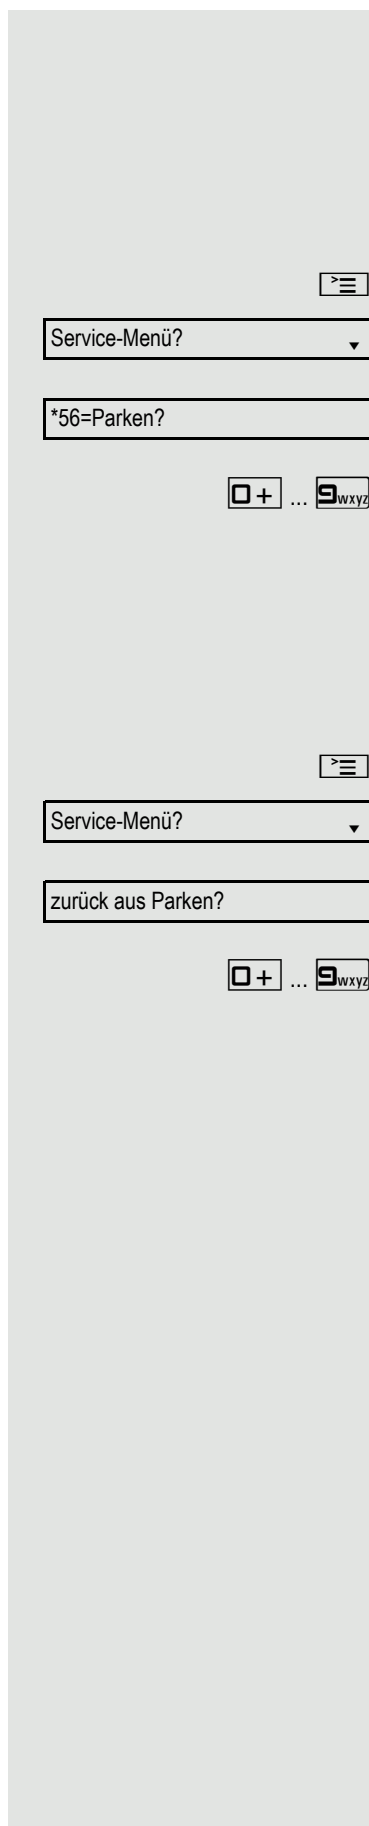 Service-Menü?
*56=Parken?
0 + ... 9wxyz
Service-Menü?
zurück aus Parken?
0 + ... 9wxyz